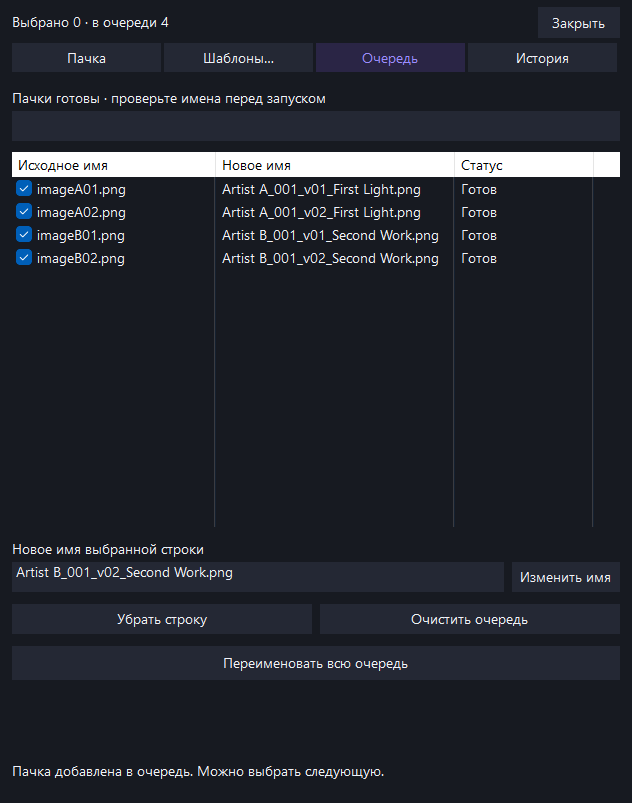 Выбрано 0 · в очереди 4
Закрыть
Пачка
Шаблоны...
Очередь
История
Пачки готовы · проверьте имена перед запуском
Исходное имя Новое имя Статус
imageA01.png Artist A_001_v01_First Light.png Готов
imageA02.png Artist A_001_v02_First Light.png Готов
imageB01.png Artist B_001_v01_Second Work.png Готов
imageB02.png Artist B_001_v02_Second Work.png Готов
Новое имя выбранной строки
Artist B_001_v02_Second Work.png
Изменить имя
Убрать строку
Очистить очередь
Переименовать всю очередь
Пачка добавлена в очередь. Можно выбрать следующую.